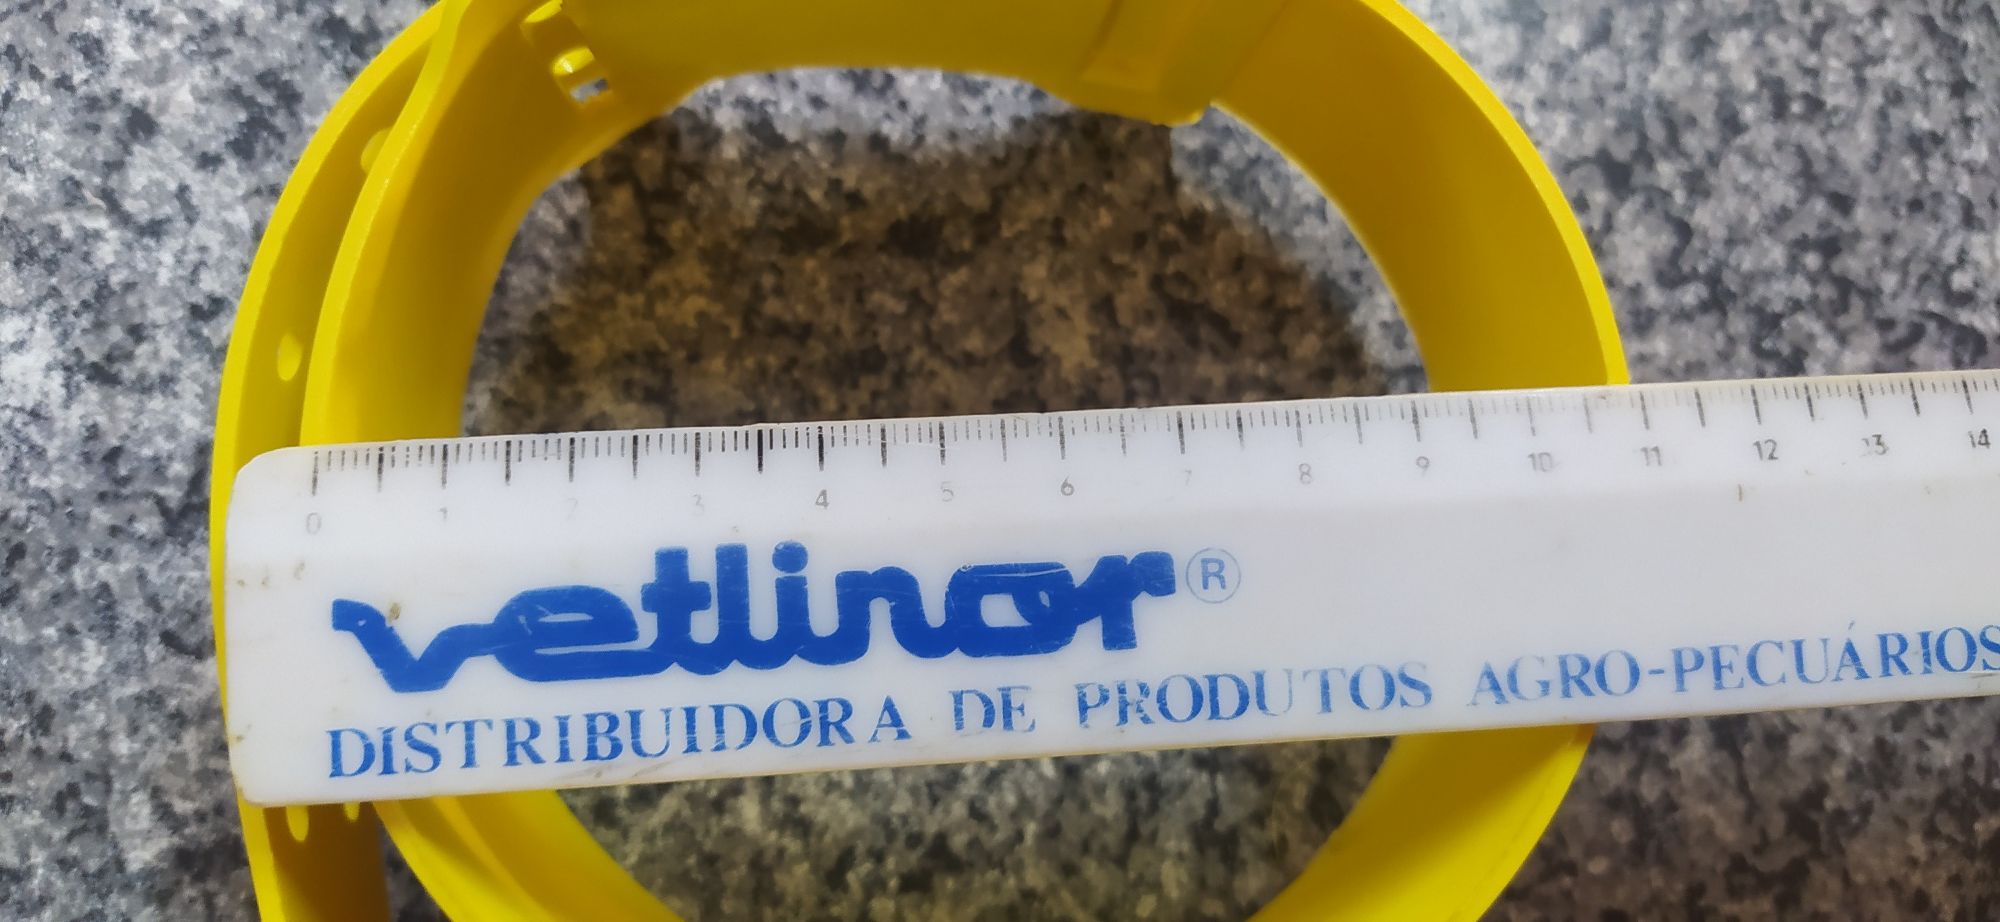 0 1 2 3 4 5 6 7 8 9 10 11 12 13 14
vetlinor®
DISTRIBUIDORA DE PRODUTOS AGRO-PECUÁRIOS